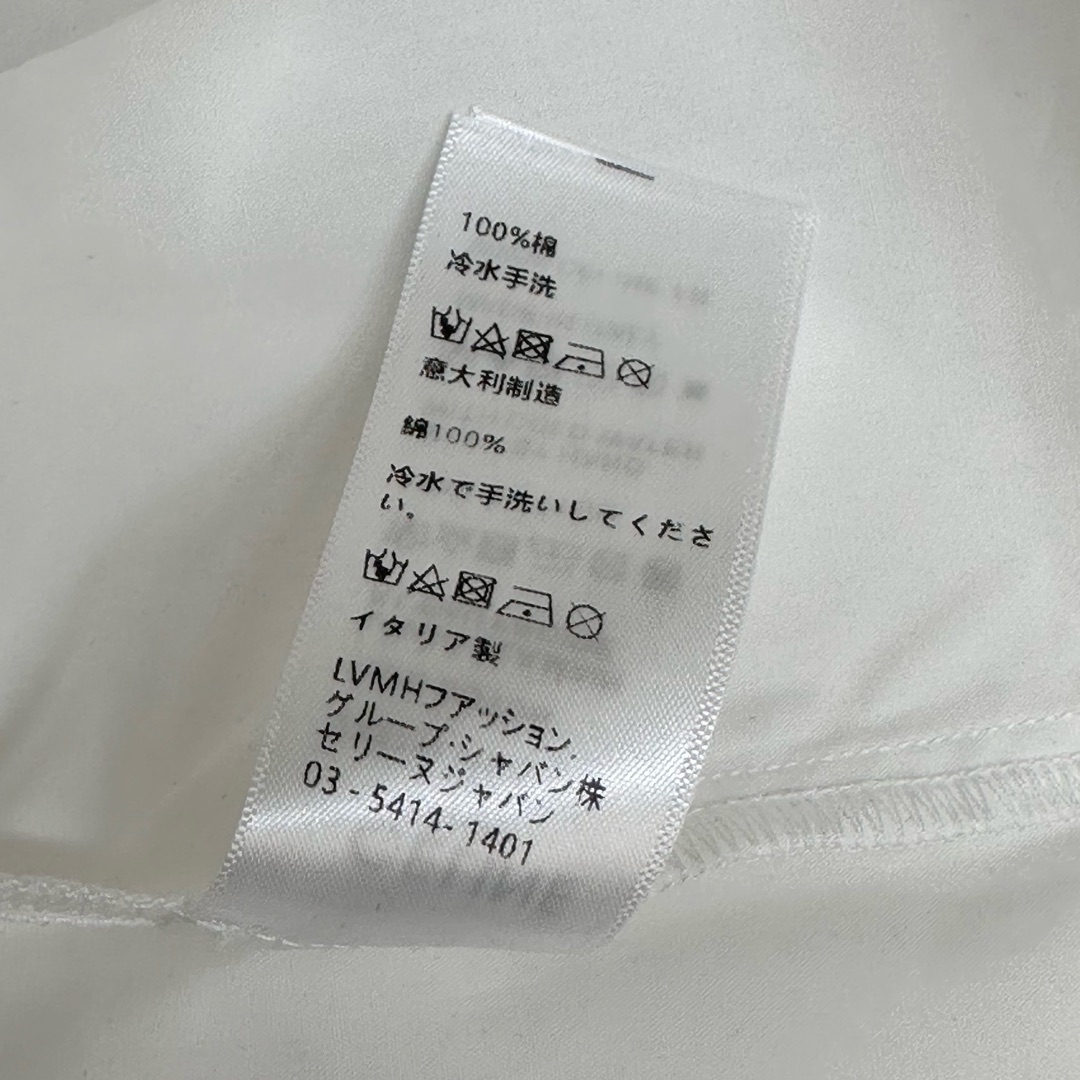 100%棉
冷水手洗
意大利制造
綿100%
冷水で手洗いしてくださ
い。
イタリア製
LVMHファッション.
グループ.シャバン株
セリーヌジャバン
03-5414-1401